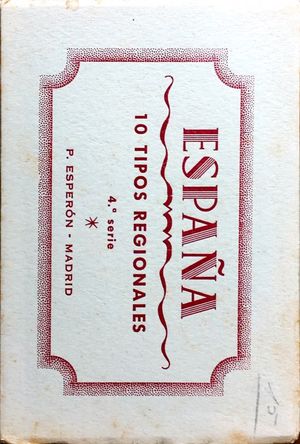 ESPAÑA
10 TIPOS REGIONALES
4.ª serie
P. ESPERÓN - MADRID